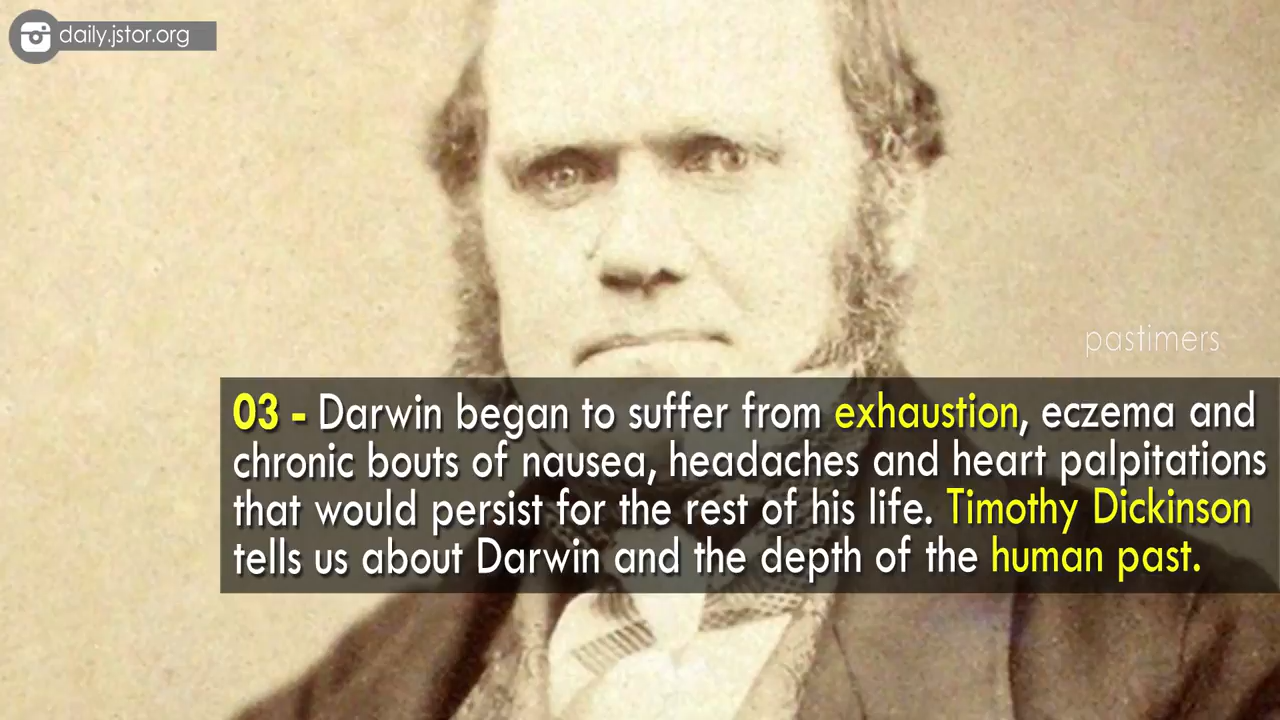 daily.jstor.org
pastimers
03 - Darwin began to suffer from exhaustion, eczema and
chronic bouts of nausea, headaches and heart palpitations
that would persist for the rest of his life. Timothy Dickinson
tells us about Darwin and the depth of the human past.